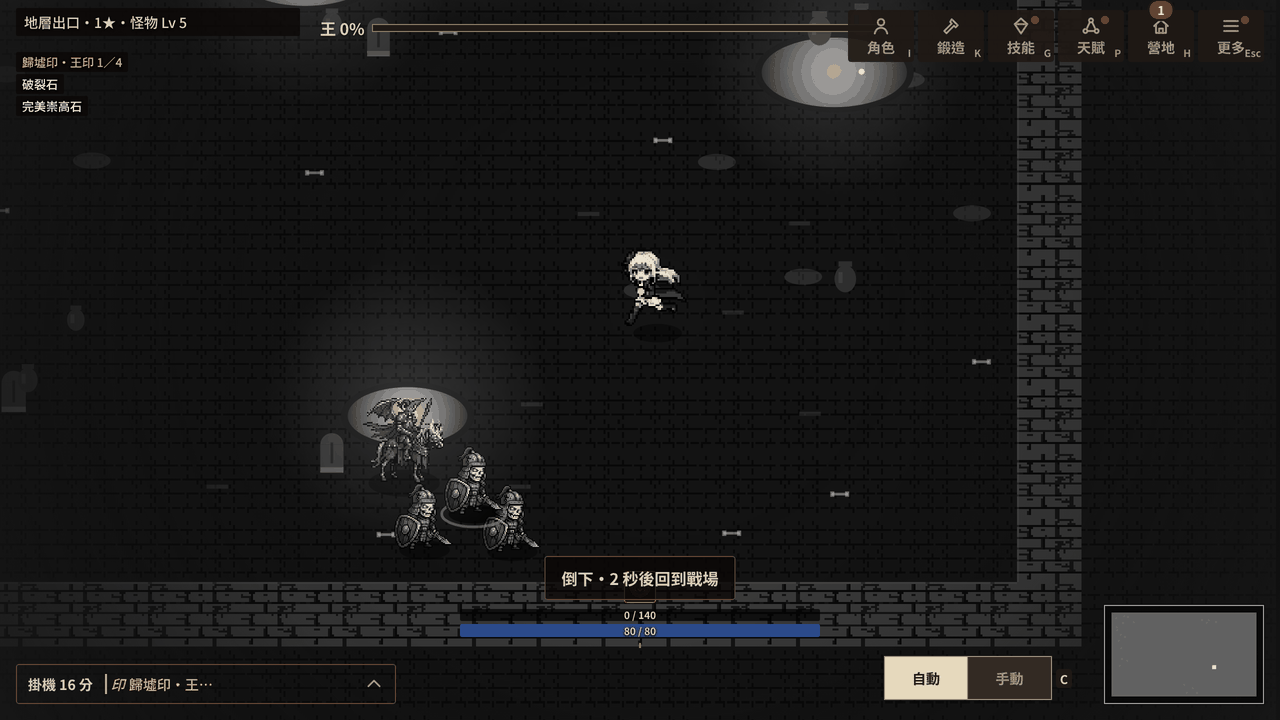 地層出口・1★・怪物 Lv 5
王 0%
1
角色 I
鍛造 K
技能 G
天賦 P
營地 H
更多 Esc
歸墟印・王印 1／4
破裂石
完美崇高石
倒下・2 秒後回到戰場
0 / 140
80 / 80
掛機 16 分
印 歸墟印・王…
自動
手動
C